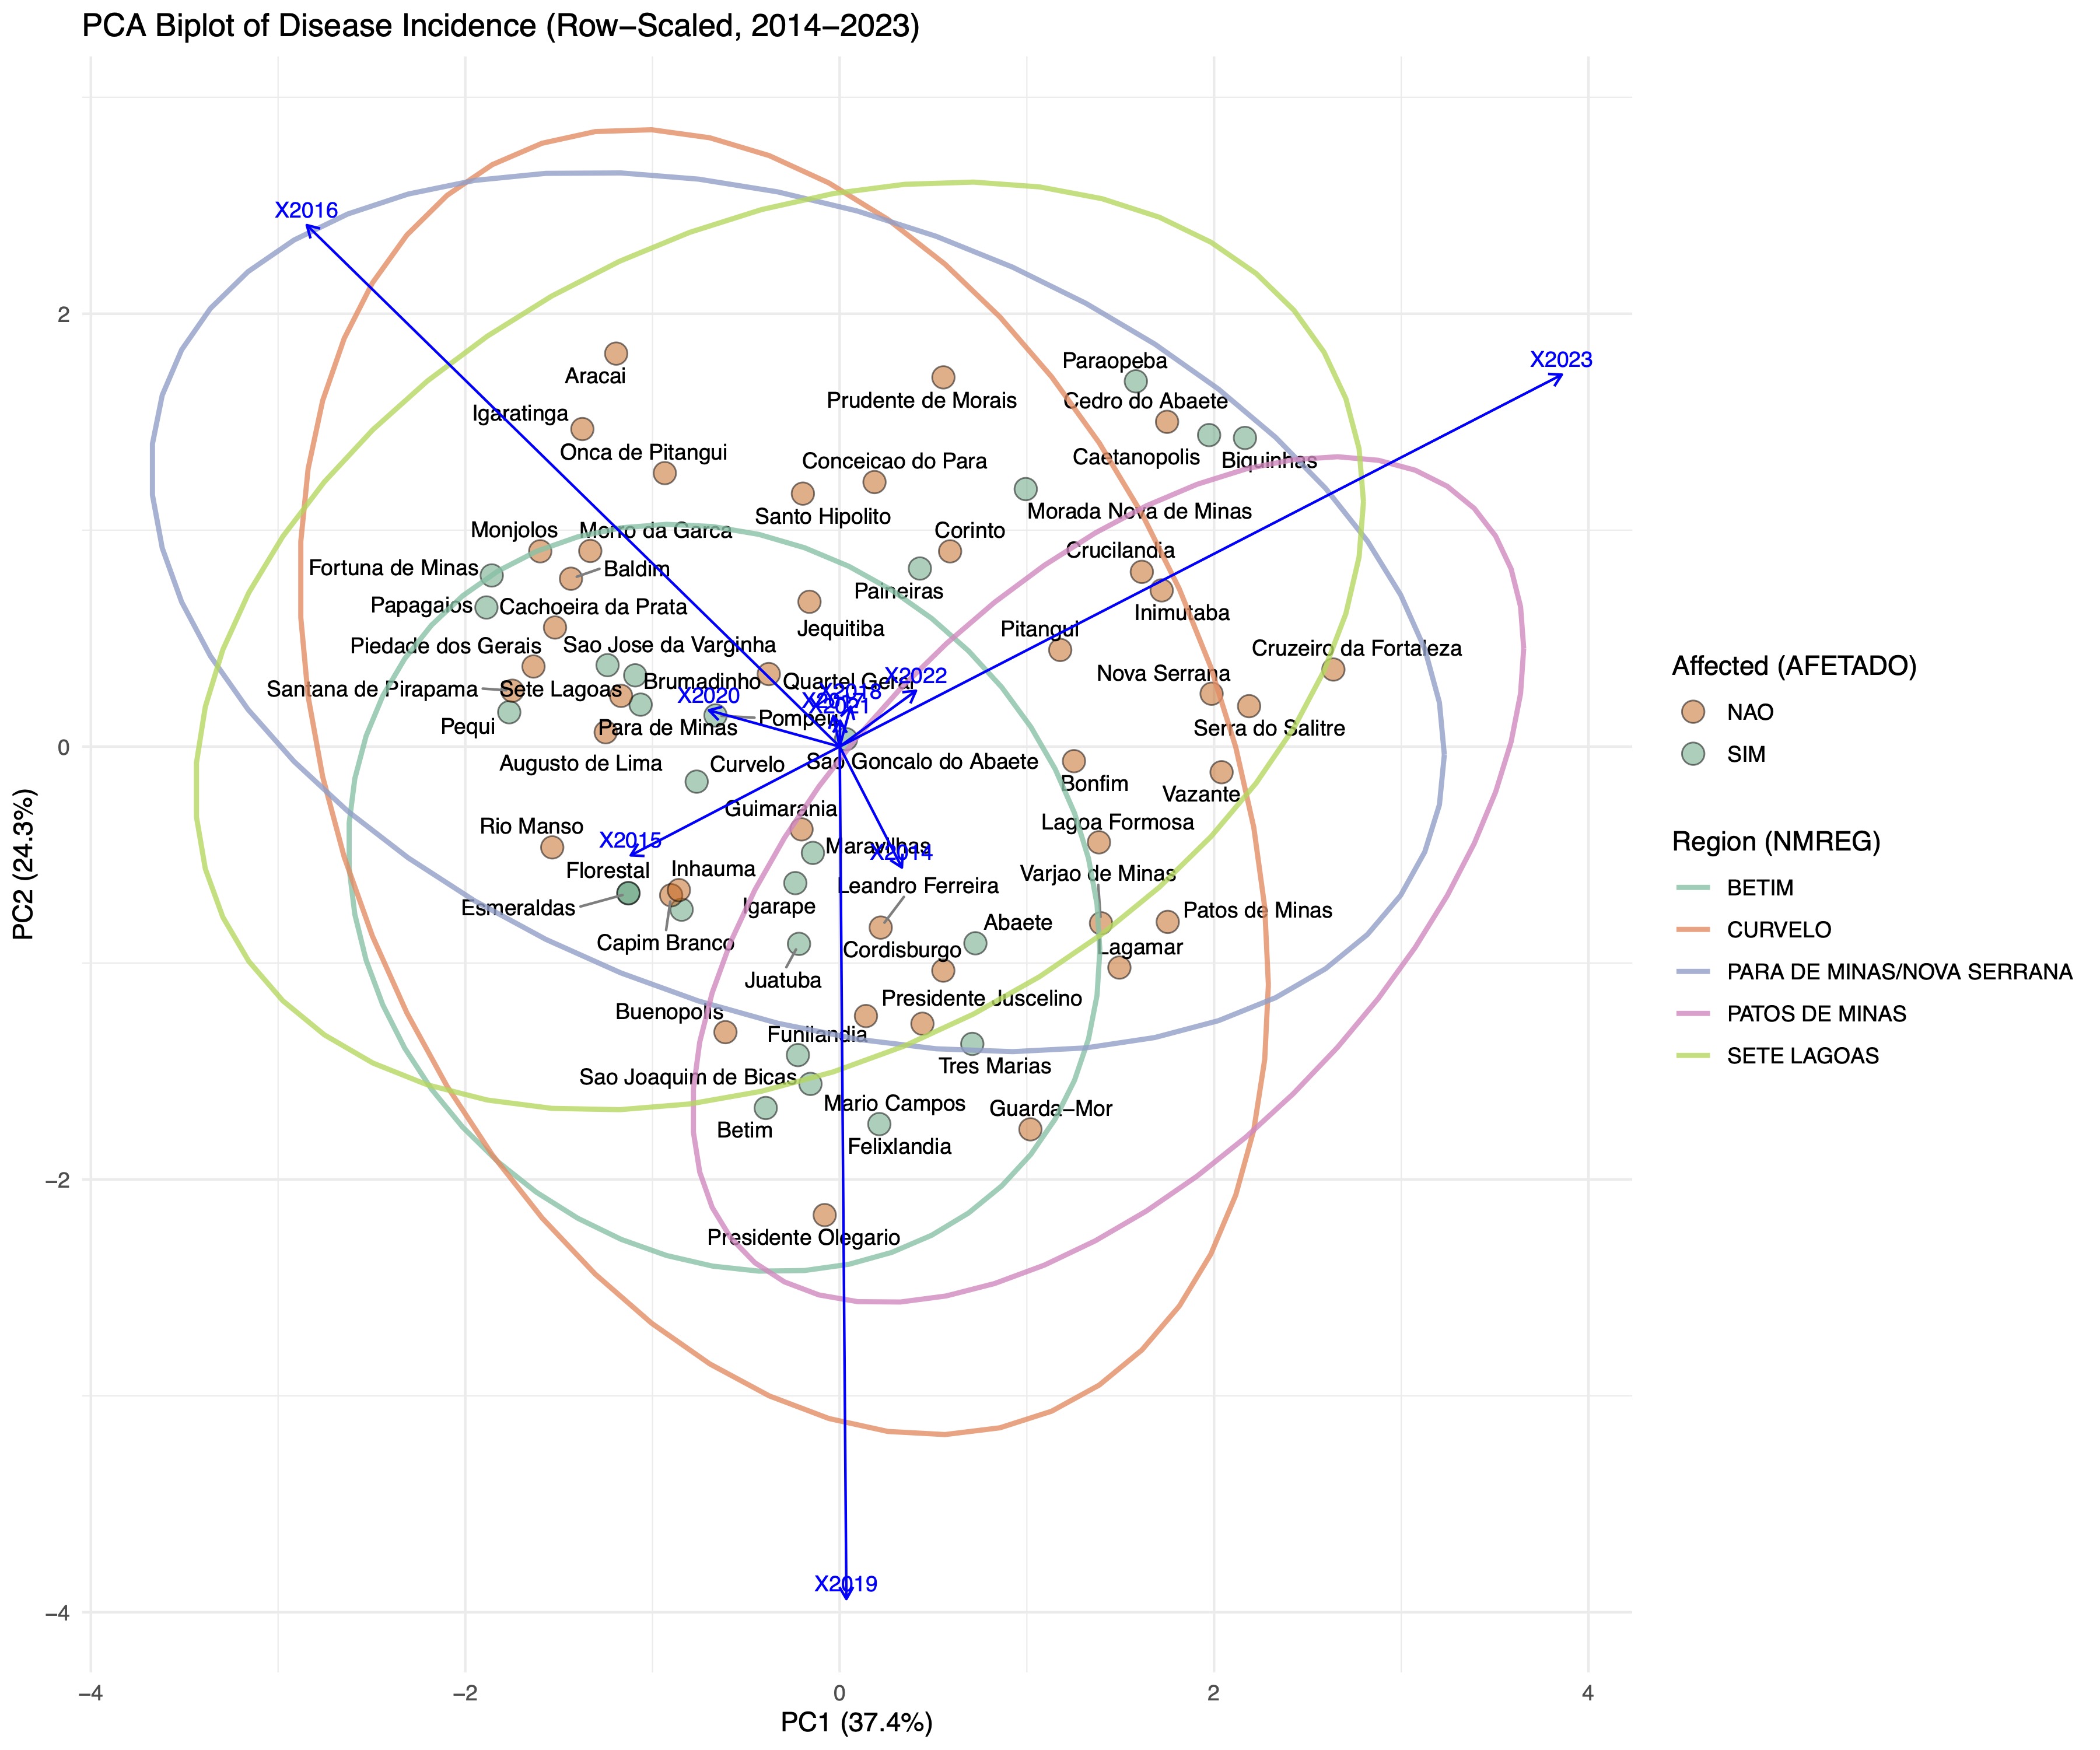 PCA Biplot of Disease Incidence (Row−Scaled, 2014−2023)
X2016
X2023
Aracai
Paraopeba
Igaratinga
Prudente de Morais
Cedro do Abaete
Onca de Pitangui
Conceicao do Para
Caetanopolis
Biquinhas
Santo Hipolito
Morada Nova de Minas
Monjolos
Morro da Garca
Corinto
Crucilandia
Fortuna de Minas
Baldim
Paineiras
Papagaios
Cachoeira da Prata
Inimutaba
Jequitiba
Pitangui
Piedade dos Gerais
Sao Jose da Varginha
Cruzeiro da Fortaleza
Nova Serrana
Santana de Pirapama
Sete Lagoas
Brumadinho
Quartel Geral
X2022
X2020
X2018
X2017
X2021
Pequi
Para de Minas
Pompeu
Serra do Salitre
Augusto de Lima
Curvelo
Sao Goncalo do Abaete
Bonfim
Vazante
Guimarania
Rio Manso
X2015
Lagoa Formosa
Maravilhas
X2014
Florestal
Inhauma
Varjao de Minas
Leandro Ferreira
Esmeraldas
Igarape
Patos de Minas
Abaete
Capim Branco
Cordisburgo
Lagamar
Juatuba
Presidente Juscelino
Buenopolis
Funilandia
Tres Marias
Sao Joaquim de Bicas
Mario Campos
Guarda−Mor
Betim
Felixlandia
Presidente Olegario
X2019
2
0
−2
−4
−4
−2
0
2
4
PC1 (37.4%)
PC2 (24.3%)
Affected (AFETADO)
NAO
SIM
Region (NMREG)
BETIM
CURVELO
PARA DE MINAS/NOVA SERRANA
PATOS DE MINAS
SETE LAGOAS